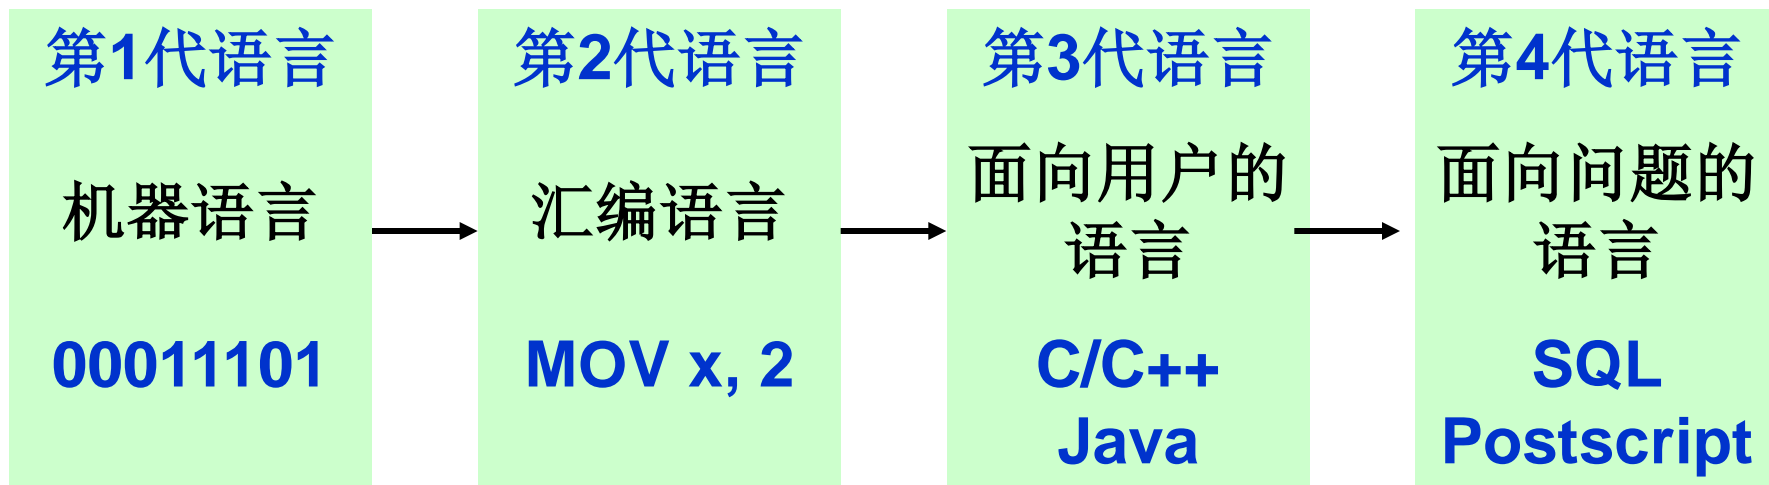 第1代语言
机器语言
00011101
第2代语言
汇编语言
MOV x, 2
第3代语言
面向用户的
语言
C/C++
Java
第4代语言
面向问题的
语言
SQL
Postscript